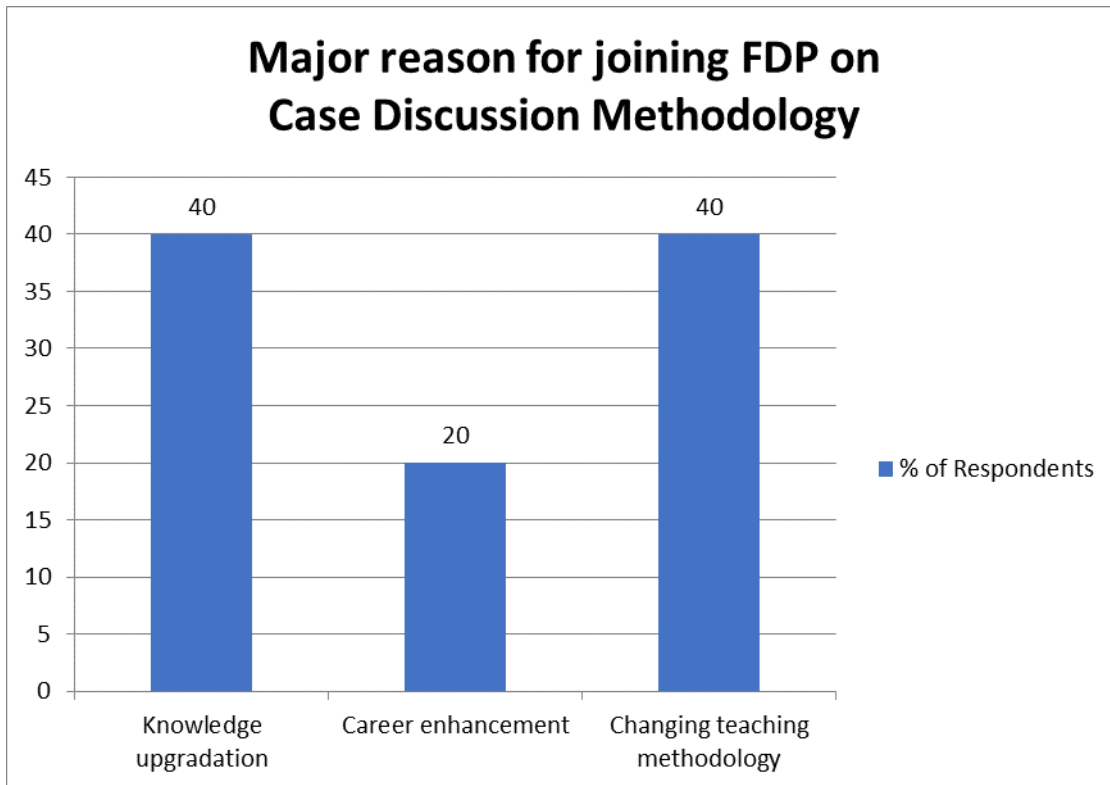 Major reason for joining FDP on
Case Discussion Methodology
45
40
35
30
25
20
15
10
5
0
40
20
40
Knowledge
upgradation
Career enhancement
Changing teaching
methodology
% of Respondents